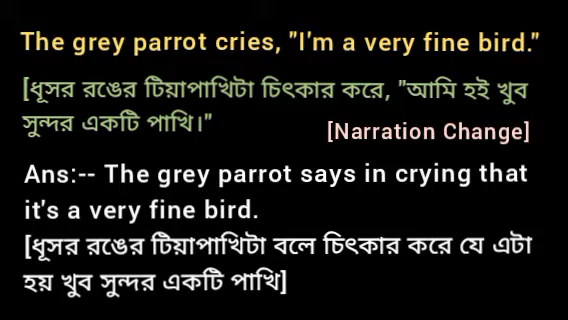 The grey parrot cries, "I'm a very fine bird."
[ধূসর রঙের টিয়াপাখিটা চিৎকার করে, "আমি হই খুব
সুন্দর একটি পাখি।"
[Narration Change]
Ans:-- The grey parrot says in crying that
it's a very fine bird.
[ধূসর রঙের টিয়াপাখিটা বলে চিৎকার করে যে এটা
হয় খুব সুন্দর একটি পাখি]